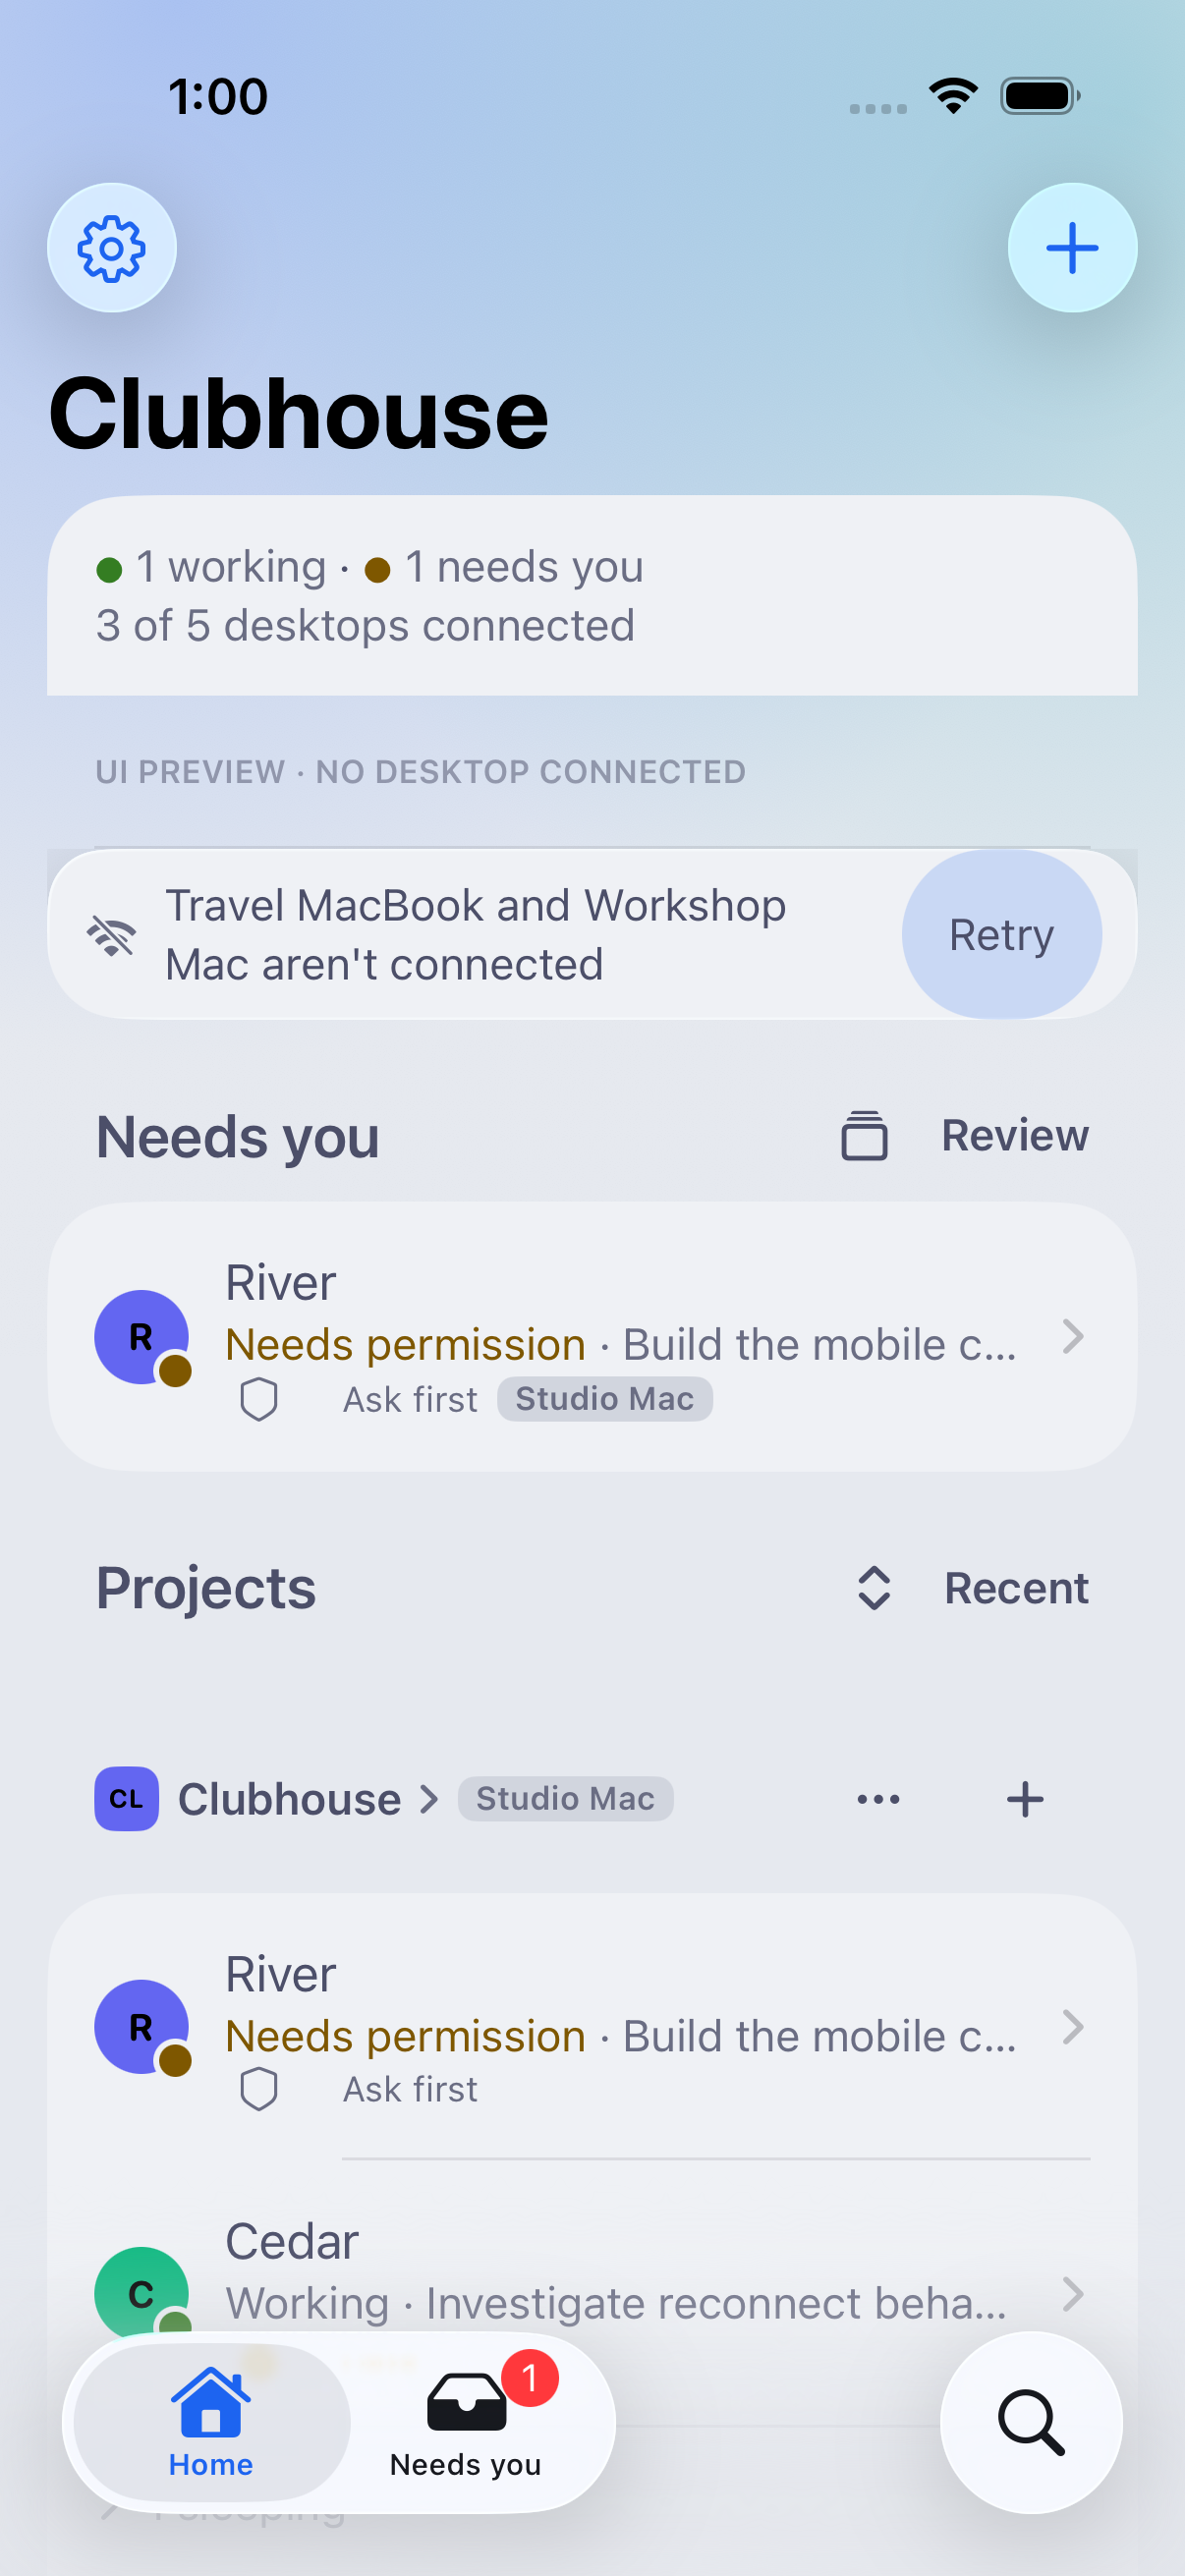 1:00
Clubhouse
1 working · 1 needs you
3 of 5 desktops connected
UI PREVIEW · NO DESKTOP CONNECTED
Travel MacBook and Workshop
Mac aren't connected
Retry
Needs you
Review
R
River
Needs permission · Build the mobile c...
Ask first
Studio Mac
Projects
Recent
CL
Clubhouse
Studio Mac
R
River
Needs permission · Build the mobile c...
Ask first
C
Cedar
Working · Investigate reconnect beha...
1
Home
Needs you
sleeping